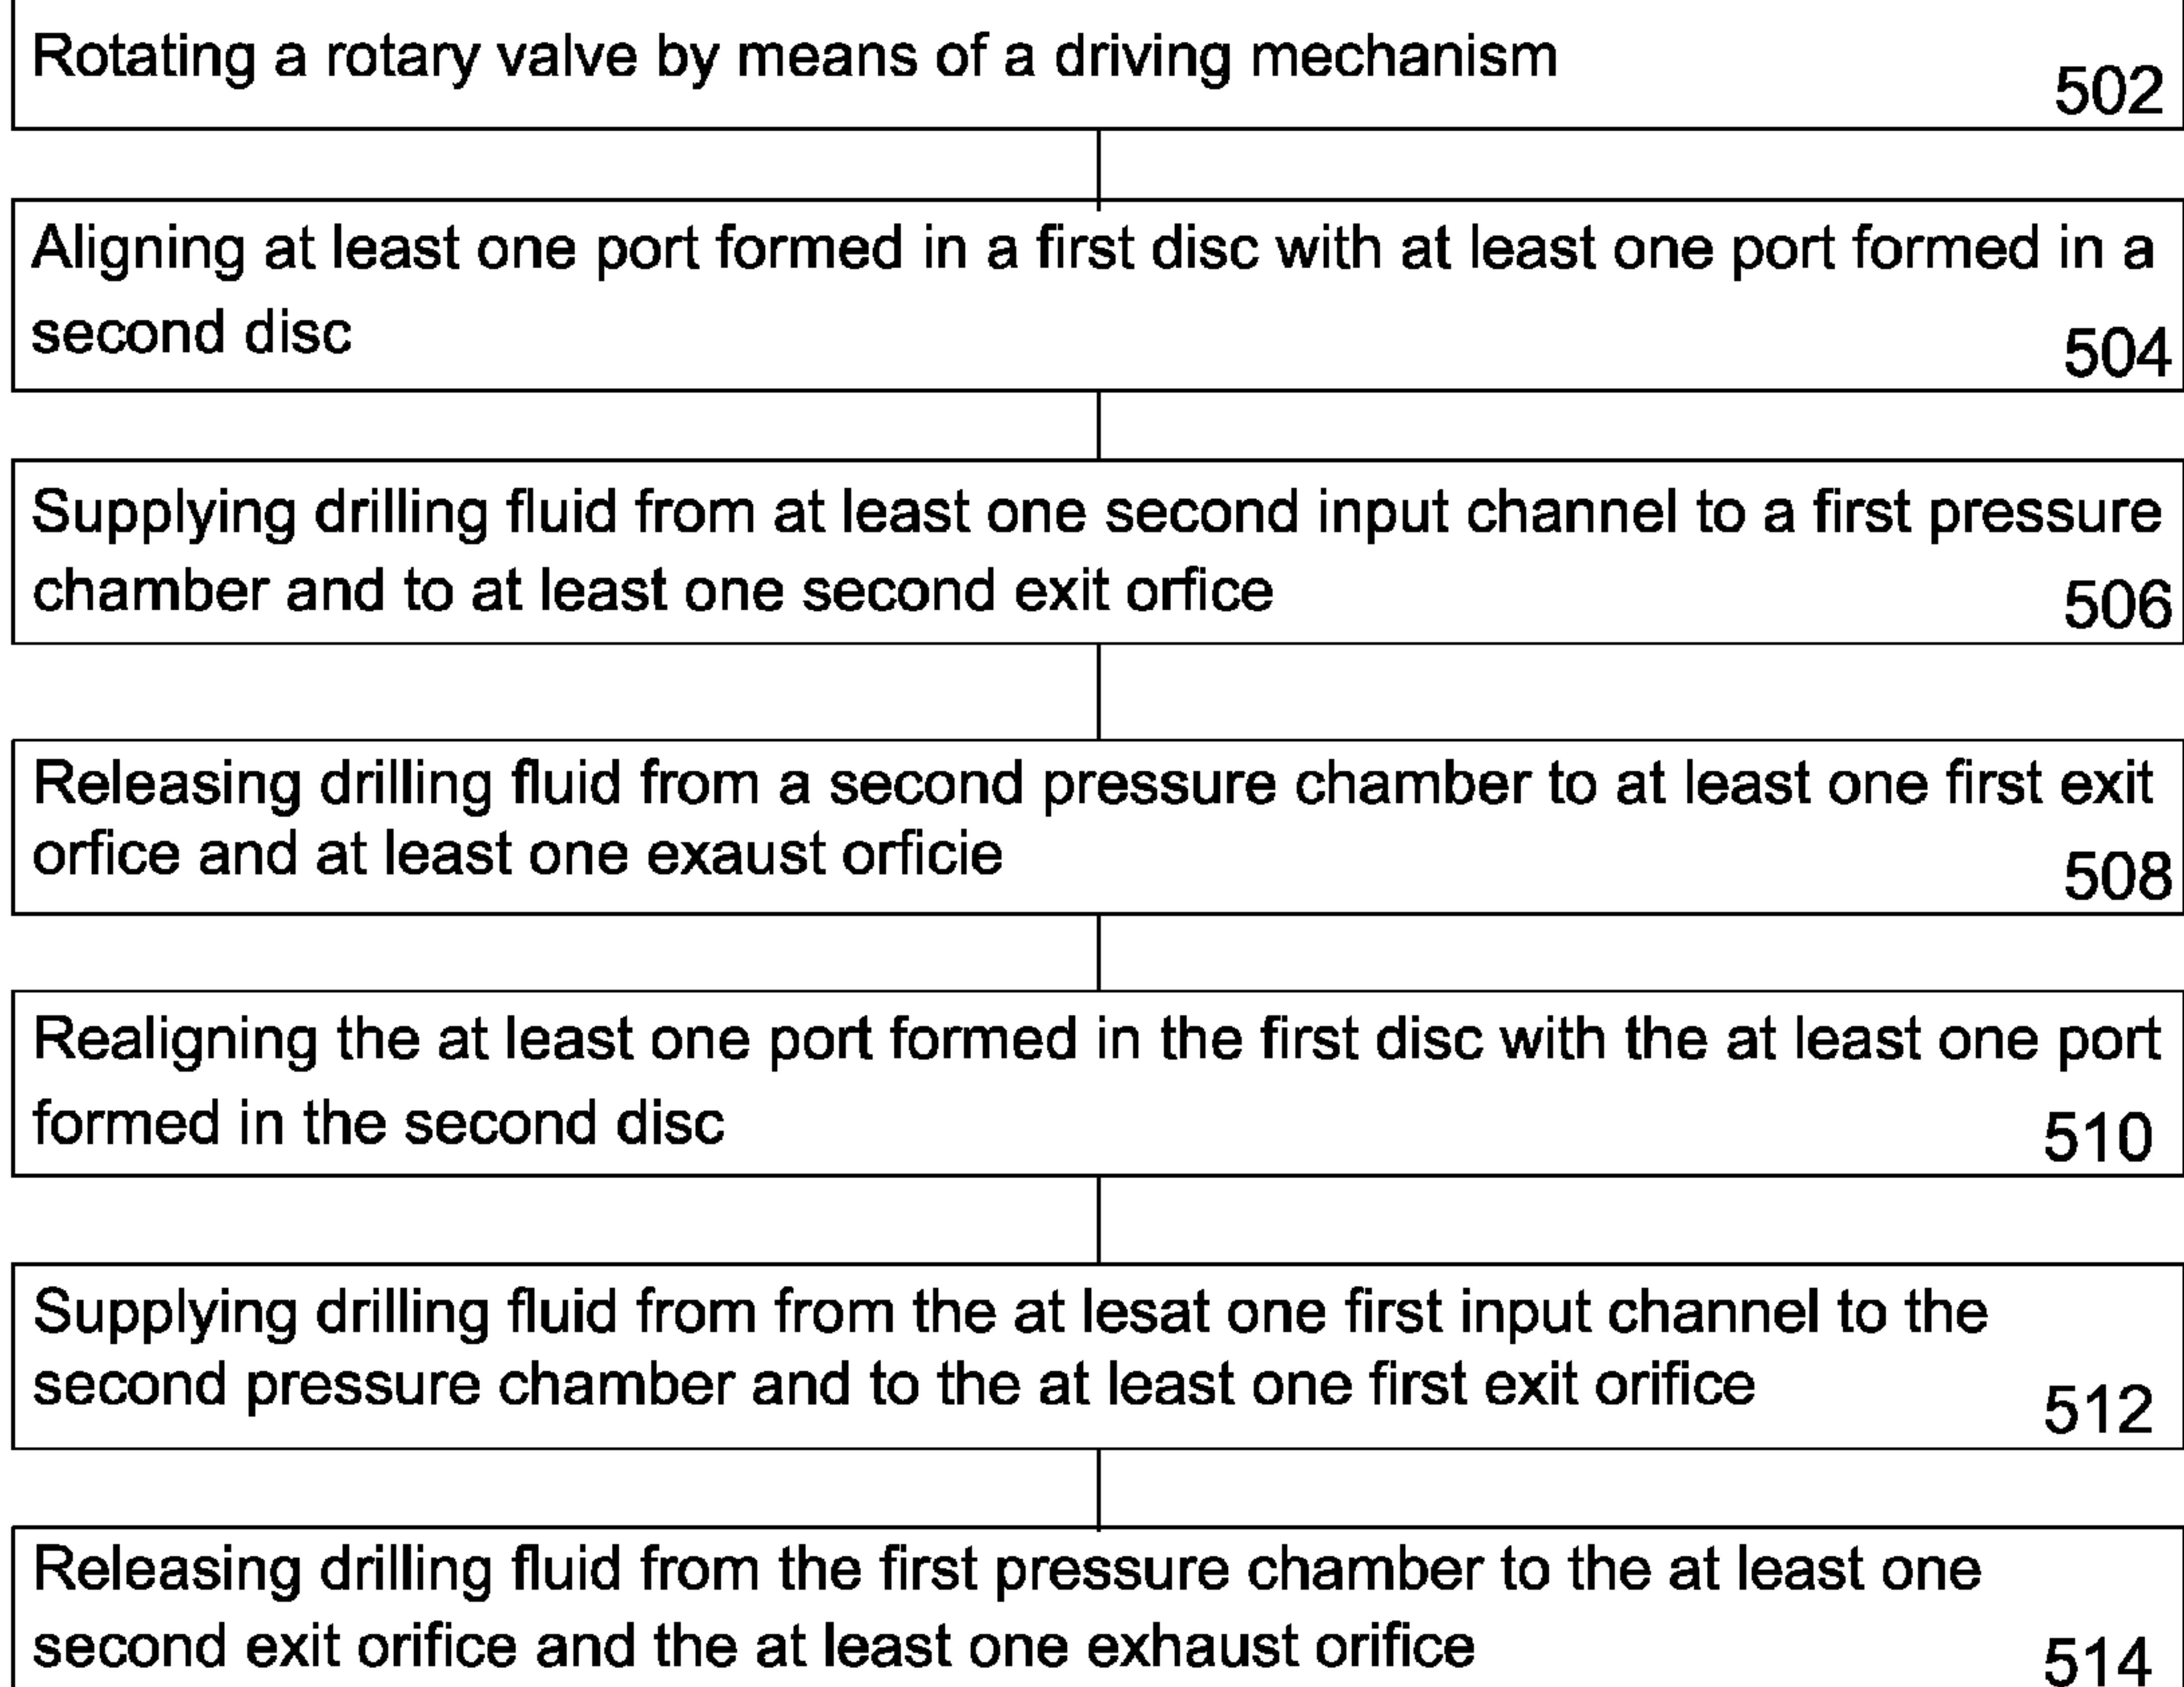 Rotating a rotary valve by means of a driving mechanism
502
Aligning at least one port formed in a first disc with at least one port formed in a
second disc
504
Supplying drilling fluid from at least one second input channel to a first pressure
chamber and to at least one second exit orfice
506
Releasing drilling fluid from a second pressure chamber to at least one first exit
orfice and at least one exaust orficie
508
Realigning the at least one port formed in the first disc with the at least one port
formed in the second disc
510
Supplying drilling fluid from from the at lesat one first input channel to the
second pressure chamber and to the at least one first exit orifice
512
Releasing drilling fluid from the first pressure chamber to the at least one
second exit orifice and the at least one exhaust orifice
514